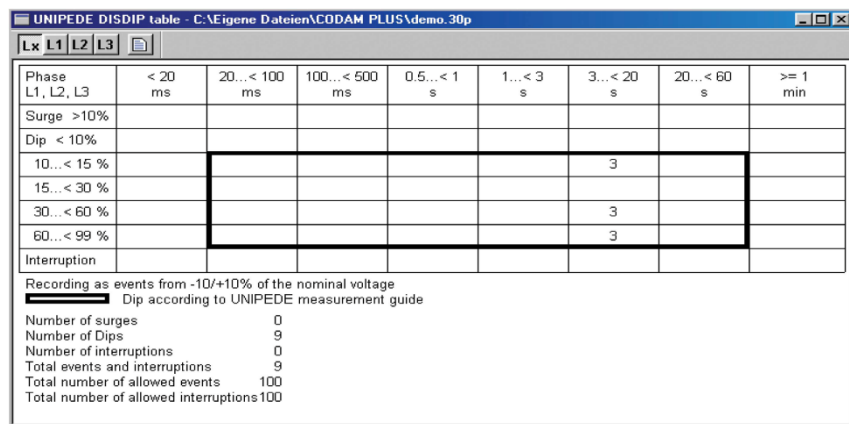 UNIPEDE DISDIP table - C:\Eigene Dateien\CODAM PLUS\demo.30p
Lx L1 L2 L3
Phase < 20 20...< 100 100...< 500 0.5...< 1 1...< 3 3...< 20 20...< 60 >= 1
L1, L2, L3 ms ms ms s s s s min
Surge >10%
Dip < 10%
10...< 15 % 3
15...< 30 %
30...< 60 % 3
60...< 99 % 3
Interruption
Recording as events from -10/+10% of the nominal voltage
Dip according to UNIPEDE measurement guide
Number of surges 0
Number of Dips 9
Number of interruptions 0
Total events and interruptions 9
Total number of allowed events 100
Total number of allowed interruptions 100